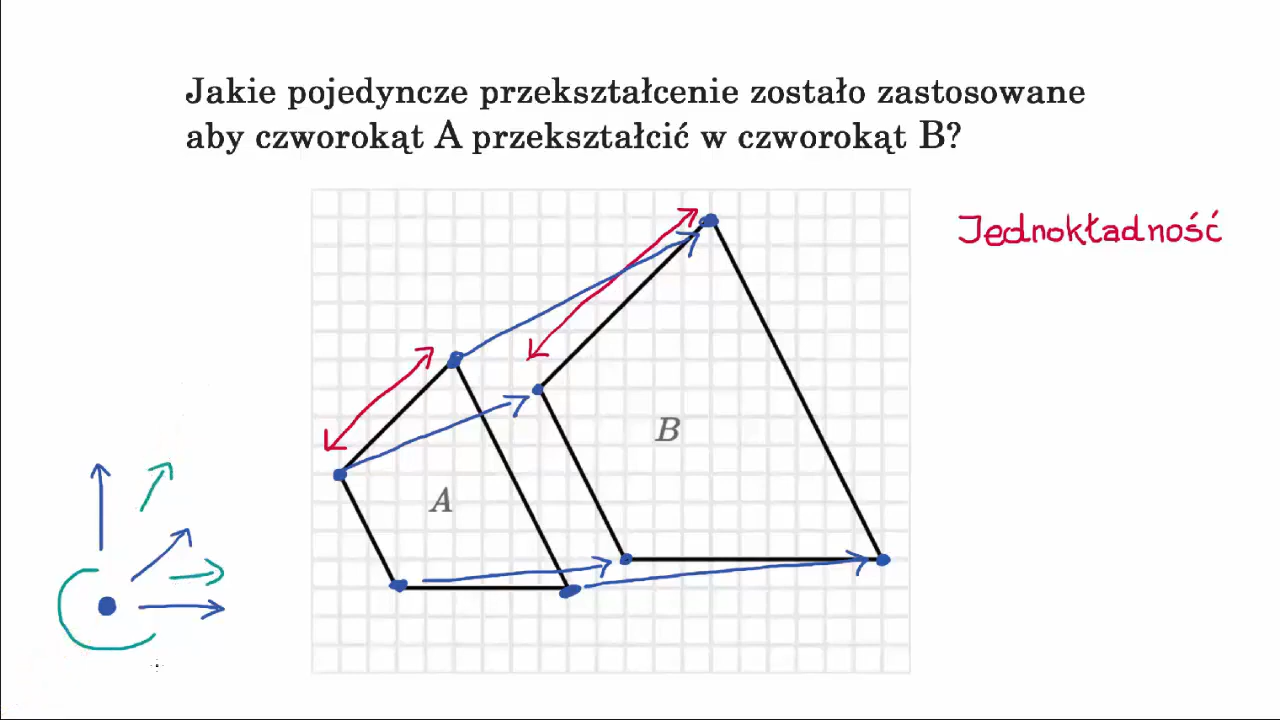 Jakie pojedyncze przekształcenie zostało zastosowane
aby czworokąt A przekształcić w czworokąt B?
Jednokładność
B
A